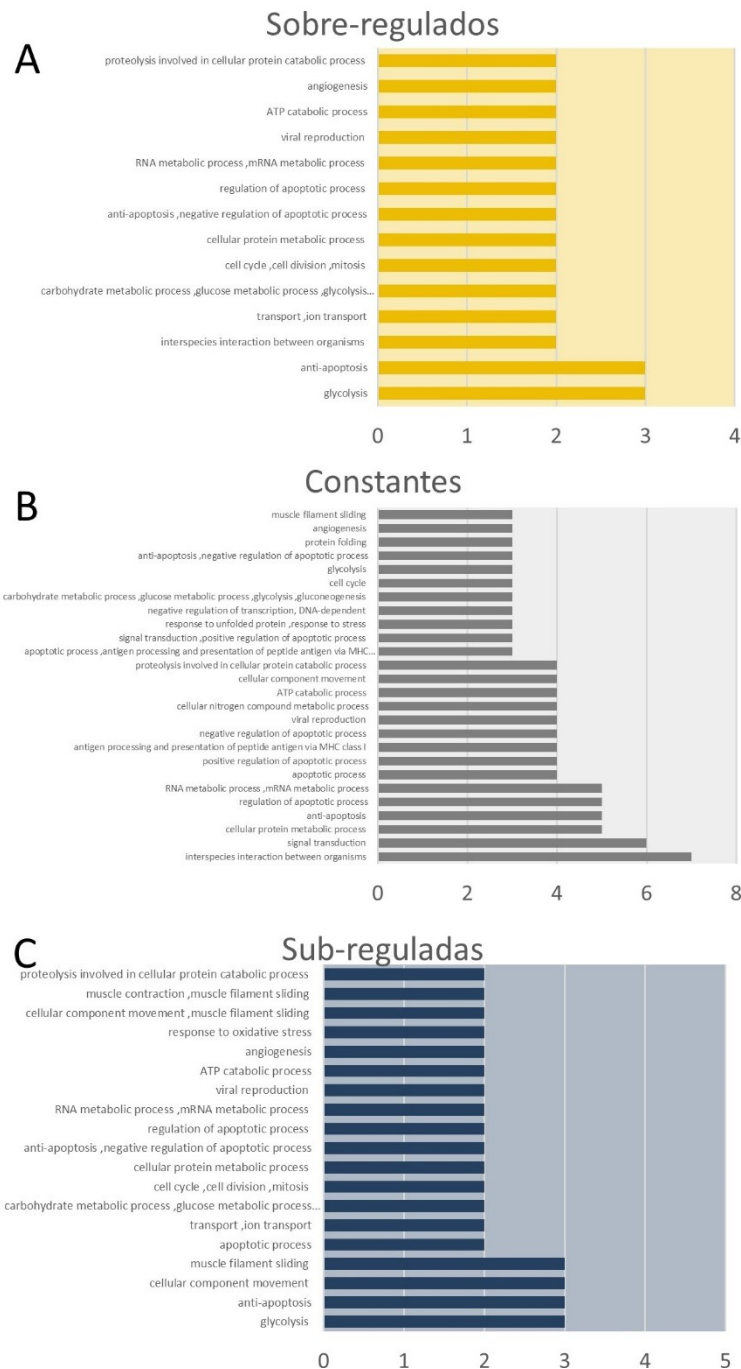 Sobre-regulados
A
proteolysis involved in cellular protein catabolic process
angiogenesis
ATP catabolic process
viral reproduction
RNA metabolic process ,mRNA metabolic process
regulation of apoptotic process
anti-apoptosis ,negative regulation of apoptotic process
cellular protein metabolic process
cell cycle ,cell division ,mitosis
carbohydrate metabolic process ,glucose metabolic process ,glycolysis...
transport ,ion transport
interspecies interaction between organisms
anti-apoptosis
glycolysis
0 1 2 3 4
Constantes
B
muscle filament sliding
angiogenesis
protein folding
anti-apoptosis ,negative regulation of apoptotic process
glycolysis
cell cycle
carbohydrate metabolic process ,glucose metabolic process ,glycolysis ,gluconeogenesis
negative regulation of transcription, DNA-dependent
response to unfolded protein ,response to stress
signal transduction ,positive regulation of apoptotic process
apoptotic process ,antigen processing and presentation of peptide antigen via MHC...
proteolysis involved in cellular protein catabolic process
cellular component movement
ATP catabolic process
cellular nitrogen compound metabolic process
viral reproduction
negative regulation of apoptotic process
antigen processing and presentation of peptide antigen via MHC class I
positive regulation of apoptotic process
apoptotic process
RNA metabolic process ,mRNA metabolic process
regulation of apoptotic process
anti-apoptosis
cellular protein metabolic process
signal transduction
interspecies interaction between organisms
0 2 4 6 8
C
Sub-reguladas
proteolysis involved in cellular protein catabolic process
muscle contraction ,muscle filament sliding
cellular component movement ,muscle filament sliding
response to oxidative stress
angiogenesis
ATP catabolic process
viral reproduction
RNA metabolic process ,mRNA metabolic process
regulation of apoptotic process
anti-apoptosis ,negative regulation of apoptotic process
cellular protein metabolic process
cell cycle ,cell division ,mitosis
carbohydrate metabolic process ,glucose metabolic process...
transport ,ion transport
apoptotic process
muscle filament sliding
cellular component movement
anti-apoptosis
glycolysis
0 1 2 3 4 5